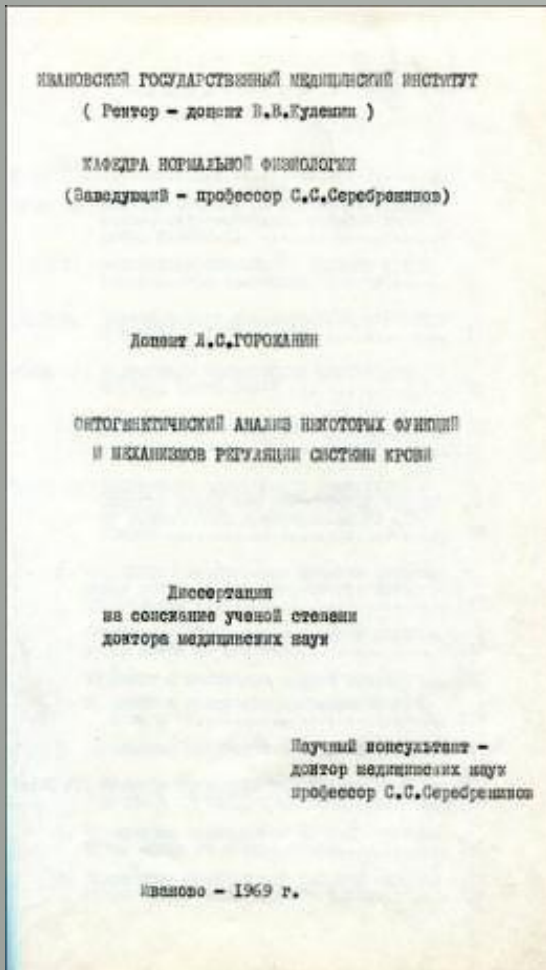 ИВАНОВСКИЙ ГОСУДАРСТВЕННЫЙ МЕДИЦИНСКИЙ ИНСТИТУТ
( Ректор - доцент В.В.Кулемин )
КАФЕДРА НОРМАЛЬНОЙ ФИЗИОЛОГИИ
(Заведующий - профессор С.С.Серебренников)
Доцент Л.С.ГОРОЖАНИН
ОНТОГЕНЕТИЧЕСКИЙ АНАЛИЗ НЕКОТОРЫХ ФУНКЦИЙ
И МЕХАНИЗМОВ РЕГУЛЯЦИИ СИСТЕМЫ КРОВИ
Диссертация
на соискание ученой степени
доктора медицинских наук
Научный консультант -
доктор медицинских наук
профессор С.С.Серебренников
Иваново - 1969 г.